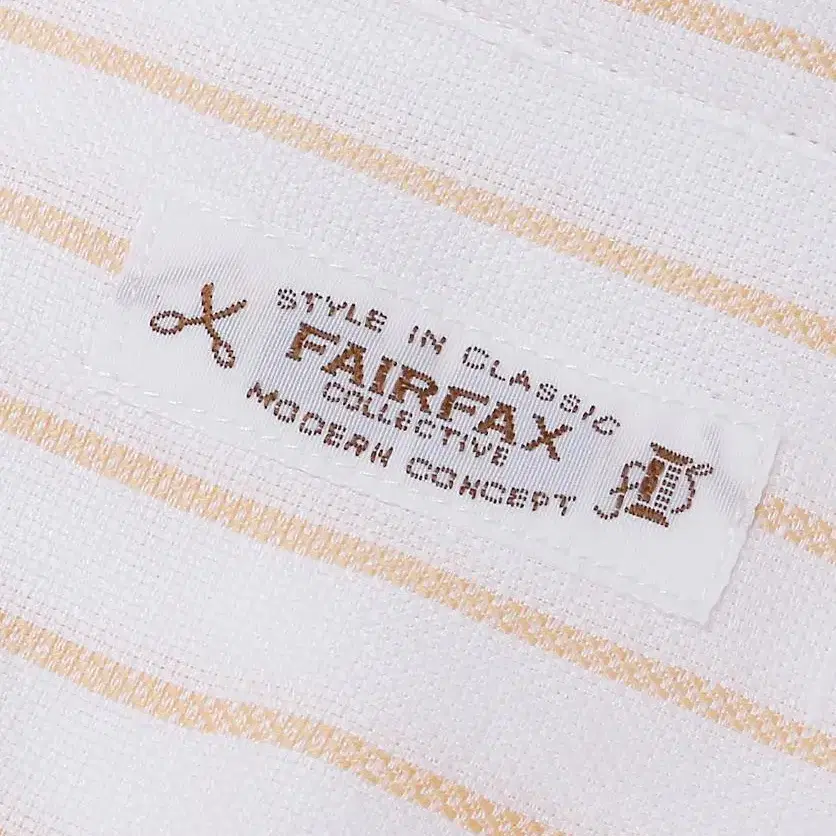 STYLE IN CLASSIC
FAIRFAX
COLLECTIVE
MODERN CONCEPT